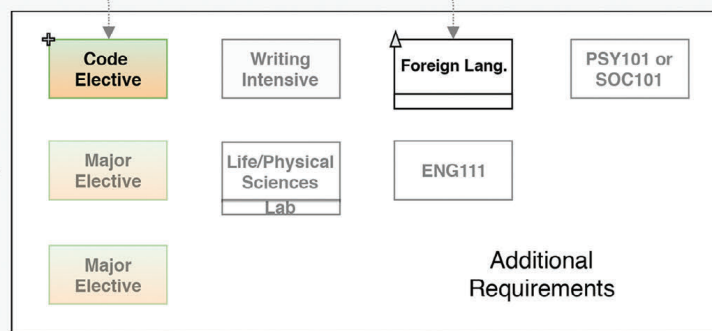 Code
Elective
Writing
Intensive
Foreign Lang.
PSY101 or
SOC101
Major
Elective
Life/Physical
Sciences
Lab
ENG111
Major
Elective
Additional
Requirements